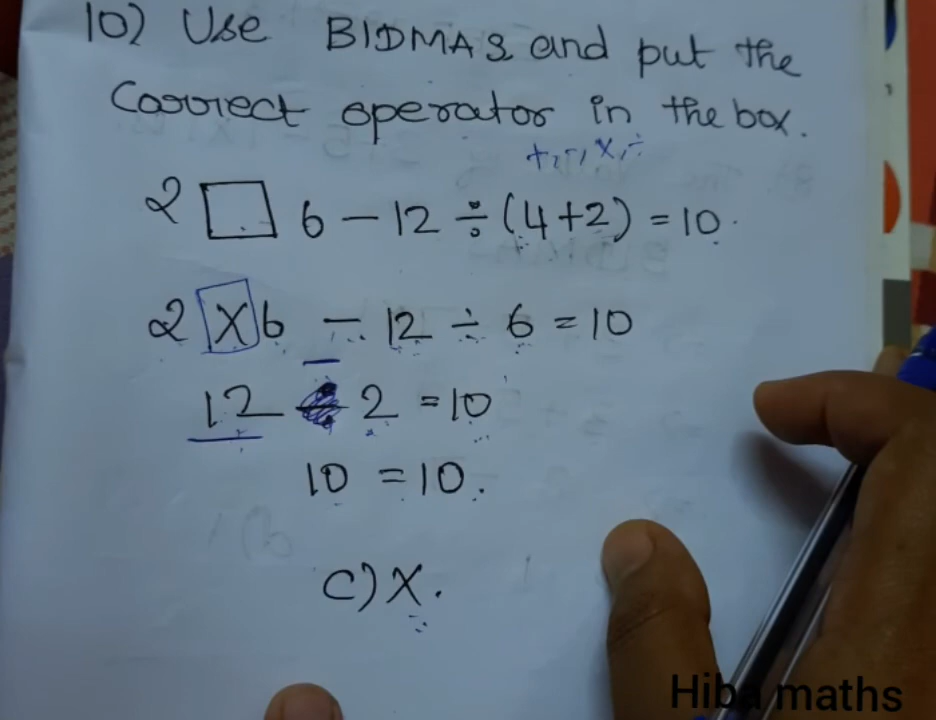 10) Use BIDMAS and put the
Correct operator in the box.
+, -, ×, ÷
2 □ 6 - 12 ÷ (4+2) = 10.
2 × 6 - 12 ÷ 6 = 10
12 - 2 = 10
10 = 10.
C) X.
Hiba maths